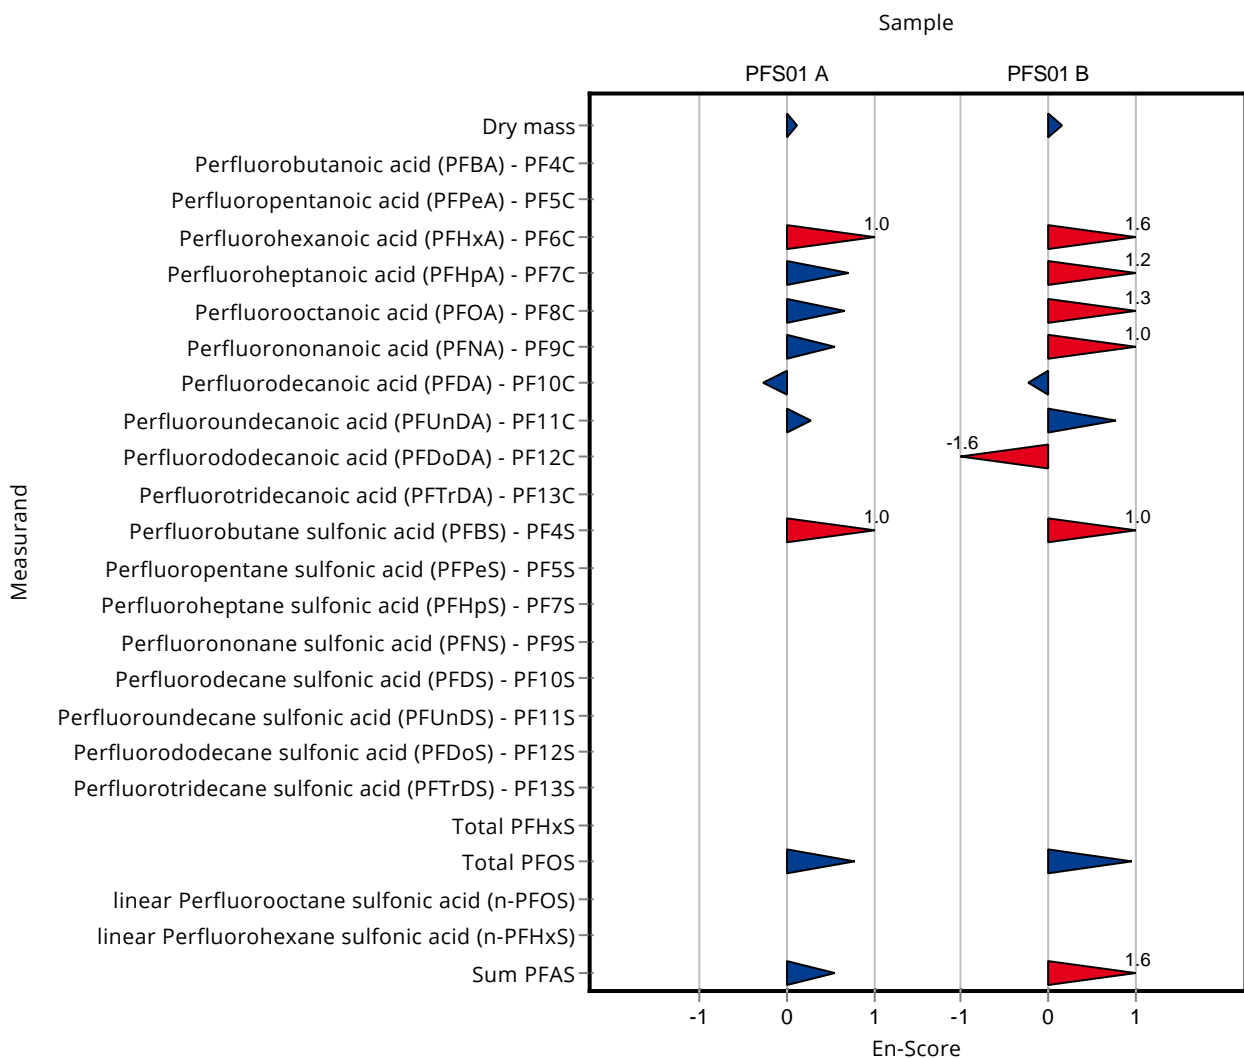 Sample
PFS01 A PFS01 B
Dry mass
Perfluorobutanoic acid (PFBA) - PF4C
Perfluoropentanoic acid (PFPeA) - PF5C
Perfluorohexanoic acid (PFHxA) - PF6C 1.0 1.6
Perfluoroheptanoic acid (PFHpA) - PF7C 1.2
Perfluorooctanoic acid (PFOA) - PF8C 1.3
Perfluorononanoic acid (PFNA) - PF9C 1.0
Perfluorodecanoic acid (PFDA) - PF10C
Perfluoroundecanoic acid (PFUnDA) - PF11C
Perfluorododecanoic acid (PFDoDA) - PF12C -1.6
Perfluorotridecanoic acid (PFTrDA) - PF13C
Perfluorobutane sulfonic acid (PFBS) - PF4S 1.0 1.0
Perfluoropentane sulfonic acid (PFPeS) - PF5S
Perfluoroheptane sulfonic acid (PFHpS) - PF7S
Perfluorononane sulfonic acid (PFNS) - PF9S
Perfluorodecane sulfonic acid (PFDS) - PF10S
Perfluoroundecane sulfonic acid (PFUnDS) - PF11S
Perfluorododecane sulfonic acid (PFDoS) - PF12S
Perfluorotridecane sulfonic acid (PFTrDS) - PF13S
Total PFHxS
Total PFOS
linear Perfluorooctane sulfonic acid (n-PFOS)
linear Perfluorohexane sulfonic acid (n-PFHxS)
Sum PFAS 1.6
Measurand
-1 0 1 -1 0 1
En-Score